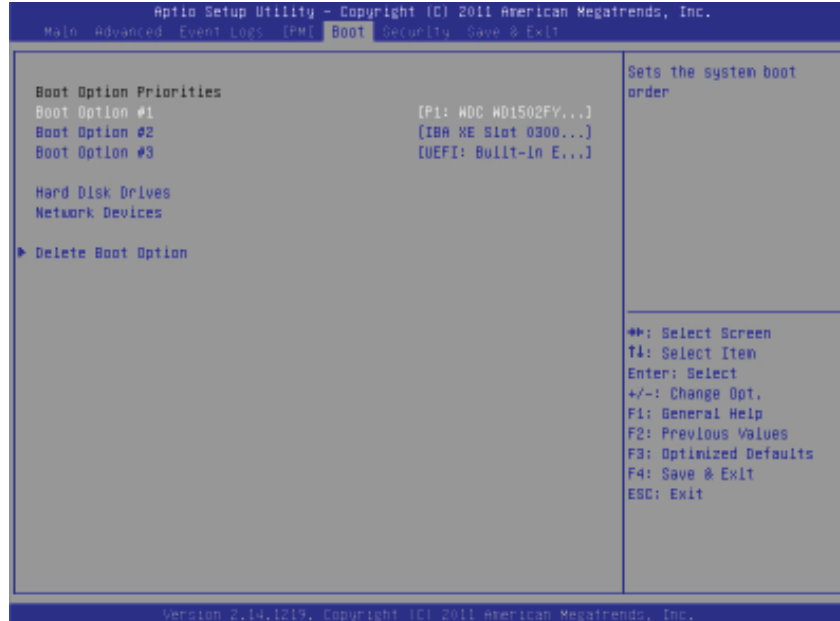 Aptio Setup Utility - Copyright (C) 2011 American Megatrends, Inc.
Main Advanced Event Logs IPMI Boot Security Save & Exit
Boot Option Priorities
Boot Option #1 [P1: WDC WD1502FY...]
Boot Option #2 [IBA XE Slot 0300...]
Boot Option #3 [UEFI: Built-in E...]
Hard Disk Drives
Network Devices
Delete Boot Option
Sets the system boot
order
: Select Screen
↑↓: Select Item
Enter: Select
+/-: Change Opt.
F1: General Help
F2: Previous Values
F3: Optimized Defaults
F4: Save & Exit
ESC: Exit
Version 2.14.1219. Copyright (C) 2011 American Megatrends, Inc.